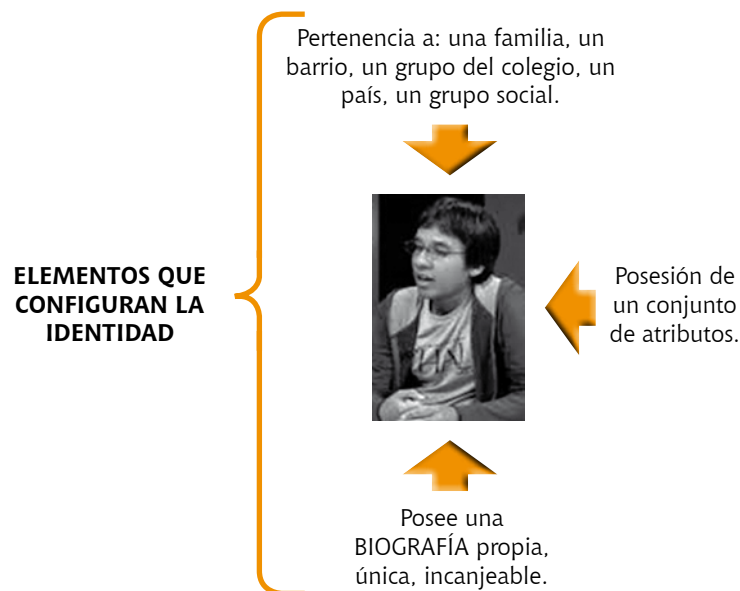 Pertenencia a: una familia, un
barrio, un grupo del colegio, un
país, un grupo social.
ELEMENTOS QUE
CONFIGURAN LA
IDENTIDAD
Posesión de
un conjunto
de atributos.
Posee una
BIOGRAFÍA propia,
única, incanjeable.